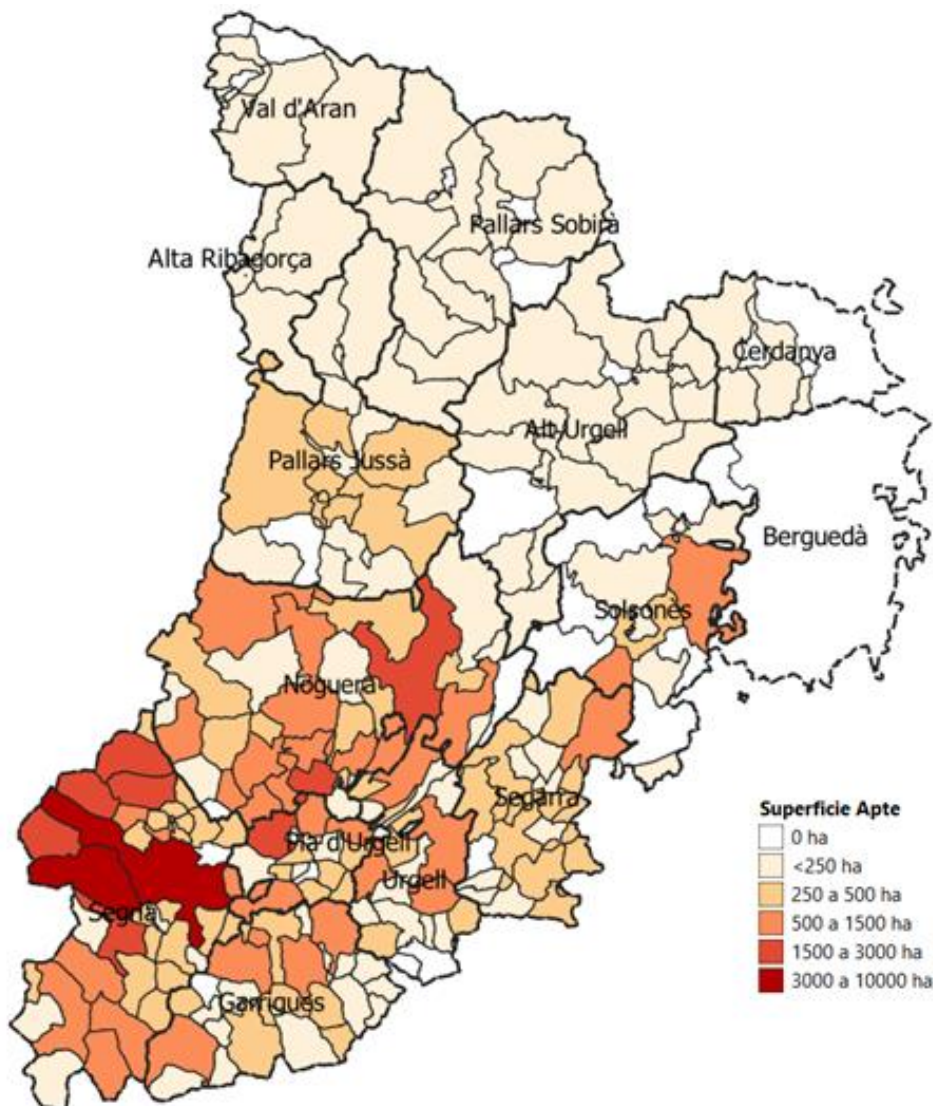 Val d'Aran
Pallars Sobirà
Alta Ribagorça
Cerdanya
Alt Urgell
Pallars Jussà
Berguedà
Solsonès
Noguera
Segarra
Superficie Apte
0 ha
<250 ha
250 a 500 ha
500 a 1500 ha
1500 a 3000 ha
3000 a 10000 ha
Pla d'Urgell
Urgell
Segrià
Garrigues